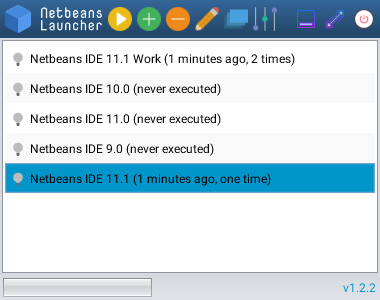 Netbeans
Launcher
Netbeans IDE 11.1 Work (1 minutes ago, 2 times)
Netbeans IDE 10.0 (never executed)
Netbeans IDE 11.0 (never executed)
Netbeans IDE 9.0 (never executed)
Netbeans IDE 11.1 (1 minutes ago, one time)
v1.2.2